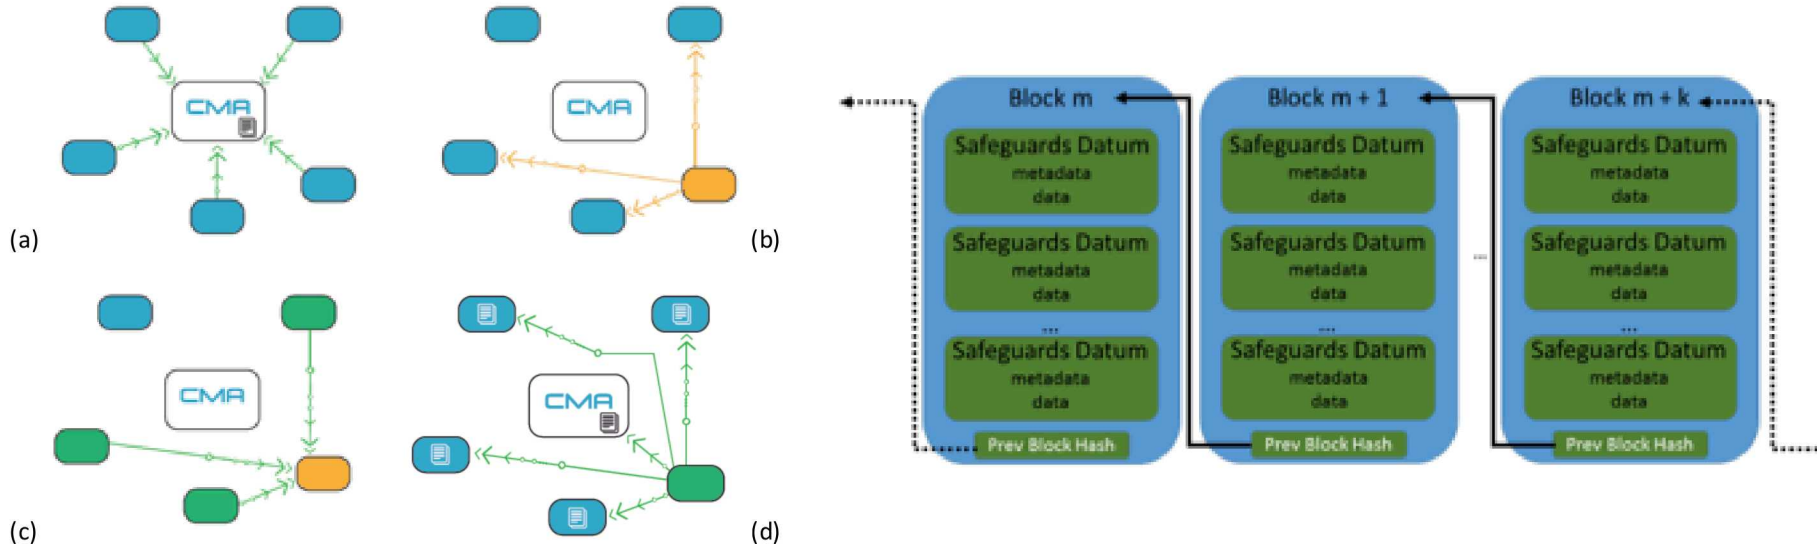 CMA
(a)
CMA
(b)
CMA
(c)
CMA
(d)
Block m
Safeguards Datum
metadata
data
Safeguards Datum
metadata
data
...
Safeguards Datum
metadata
data
Prev Block Hash
Block m + 1
Safeguards Datum
metadata
data
Safeguards Datum
metadata
data
...
Safeguards Datum
metadata
data
Prev Block Hash
...
Block m + k
Safeguards Datum
metadata
data
Safeguards Datum
metadata
data
...
Safeguards Datum
metadata
data
Prev Block Hash